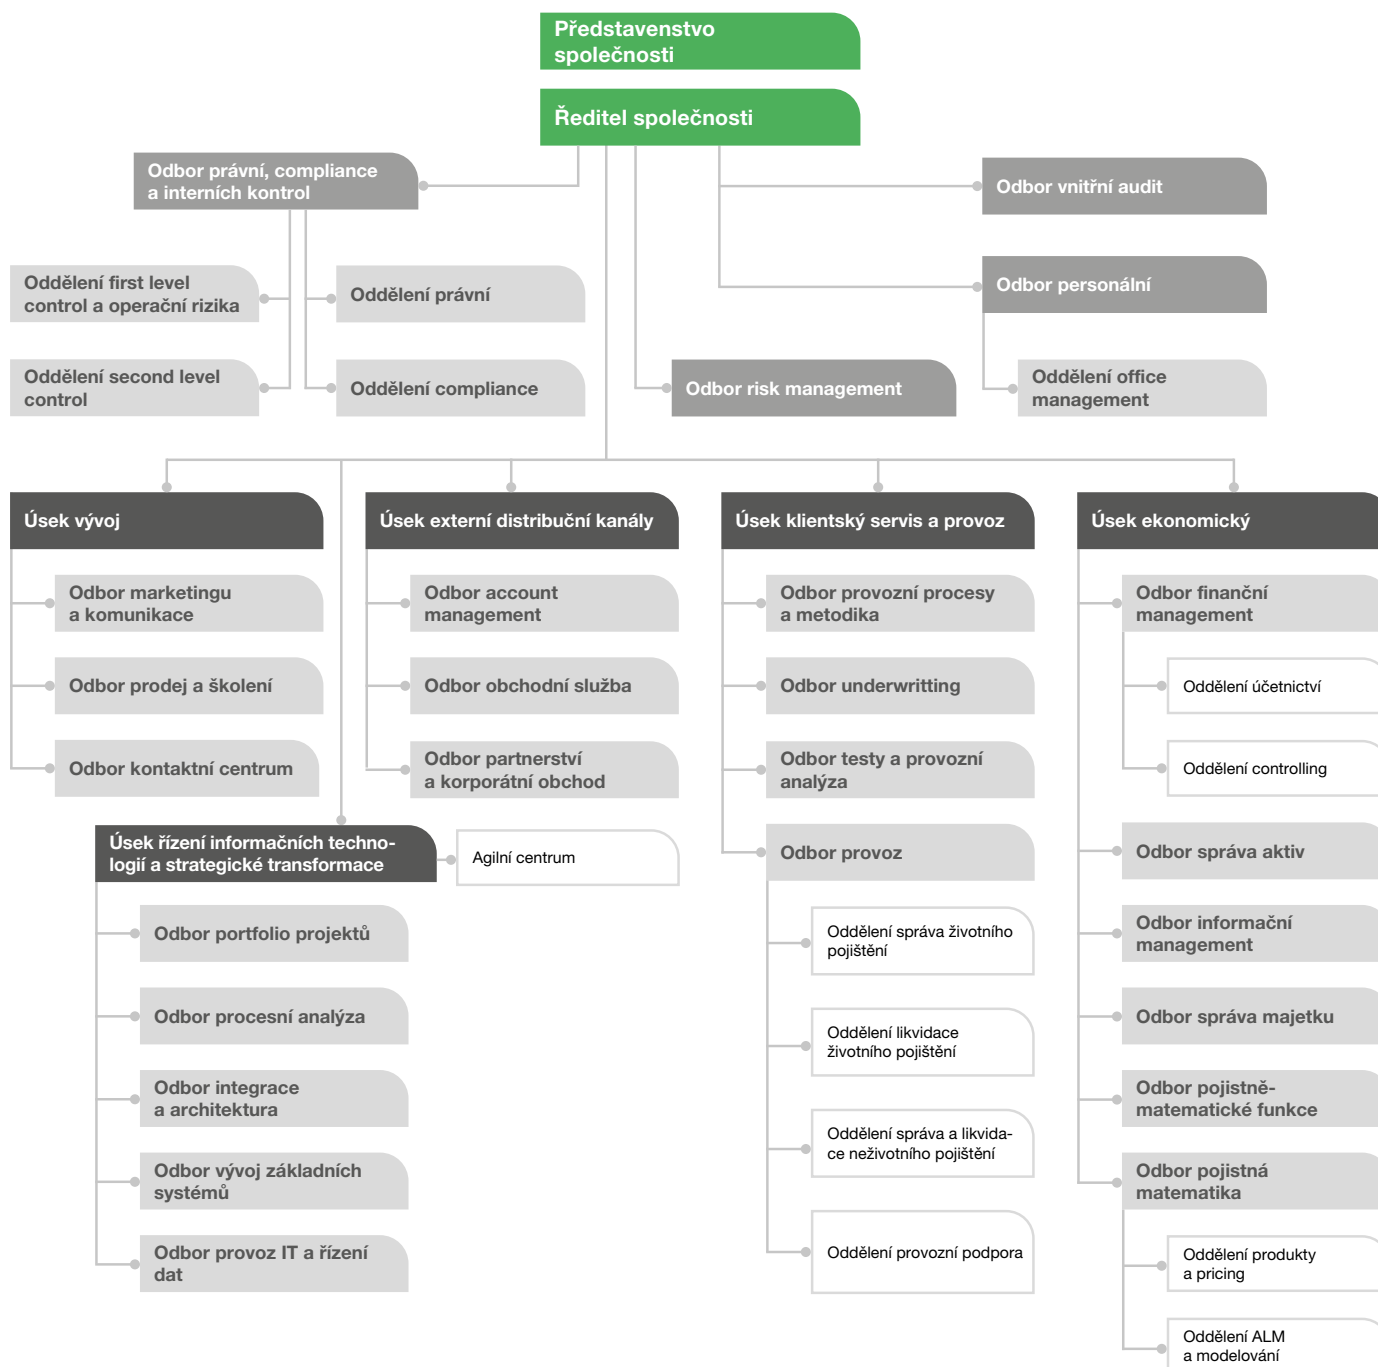 Představenstvo
společnosti
Ředitel společnosti
Odbor právní, compliance
a interních kontrol
Odbor vnitřní audit
Oddělení first level
control a operační rizika
Oddělení právní
Odbor personální
Oddělení second level
control
Oddělení compliance
Odbor risk management
Oddělení office
management
Úsek vývoj
Odbor marketingu
a komunikace
Odbor prodej a školení
Odbor kontaktní centrum
Úsek externí distribuční kanály
Odbor account
management
Odbor obchodní služba
Odbor partnerství
a korporátní obchod
Úsek řízení informačních techno-
logií a strategické transformace
Agilní centrum
Odbor portfolio projektů
Odbor procesní analýza
Odbor integrace
a architektura
Odbor vývoj základních
systémů
Odbor provoz IT a řízení
dat
Úsek klientský servis a provoz
Odbor provozní procesy
a metodika
Odbor underwritting
Odbor testy a provozní
analýza
Odbor provoz
Oddělení správa životního
pojištění
Oddělení likvidace
životního pojištění
Oddělení správa a likvida-
ce neživotního pojištění
Oddělení provozní podpora
Úsek ekonomický
Odbor finanční
management
Oddělení účetnictví
Oddělení controlling
Odbor správa aktiv
Odbor informační
management
Odbor správa majetku
Odbor pojistně-
matematické funkce
Odbor pojistná
matematika
Oddělení produkty
a pricing
Oddělení ALM
a modelování